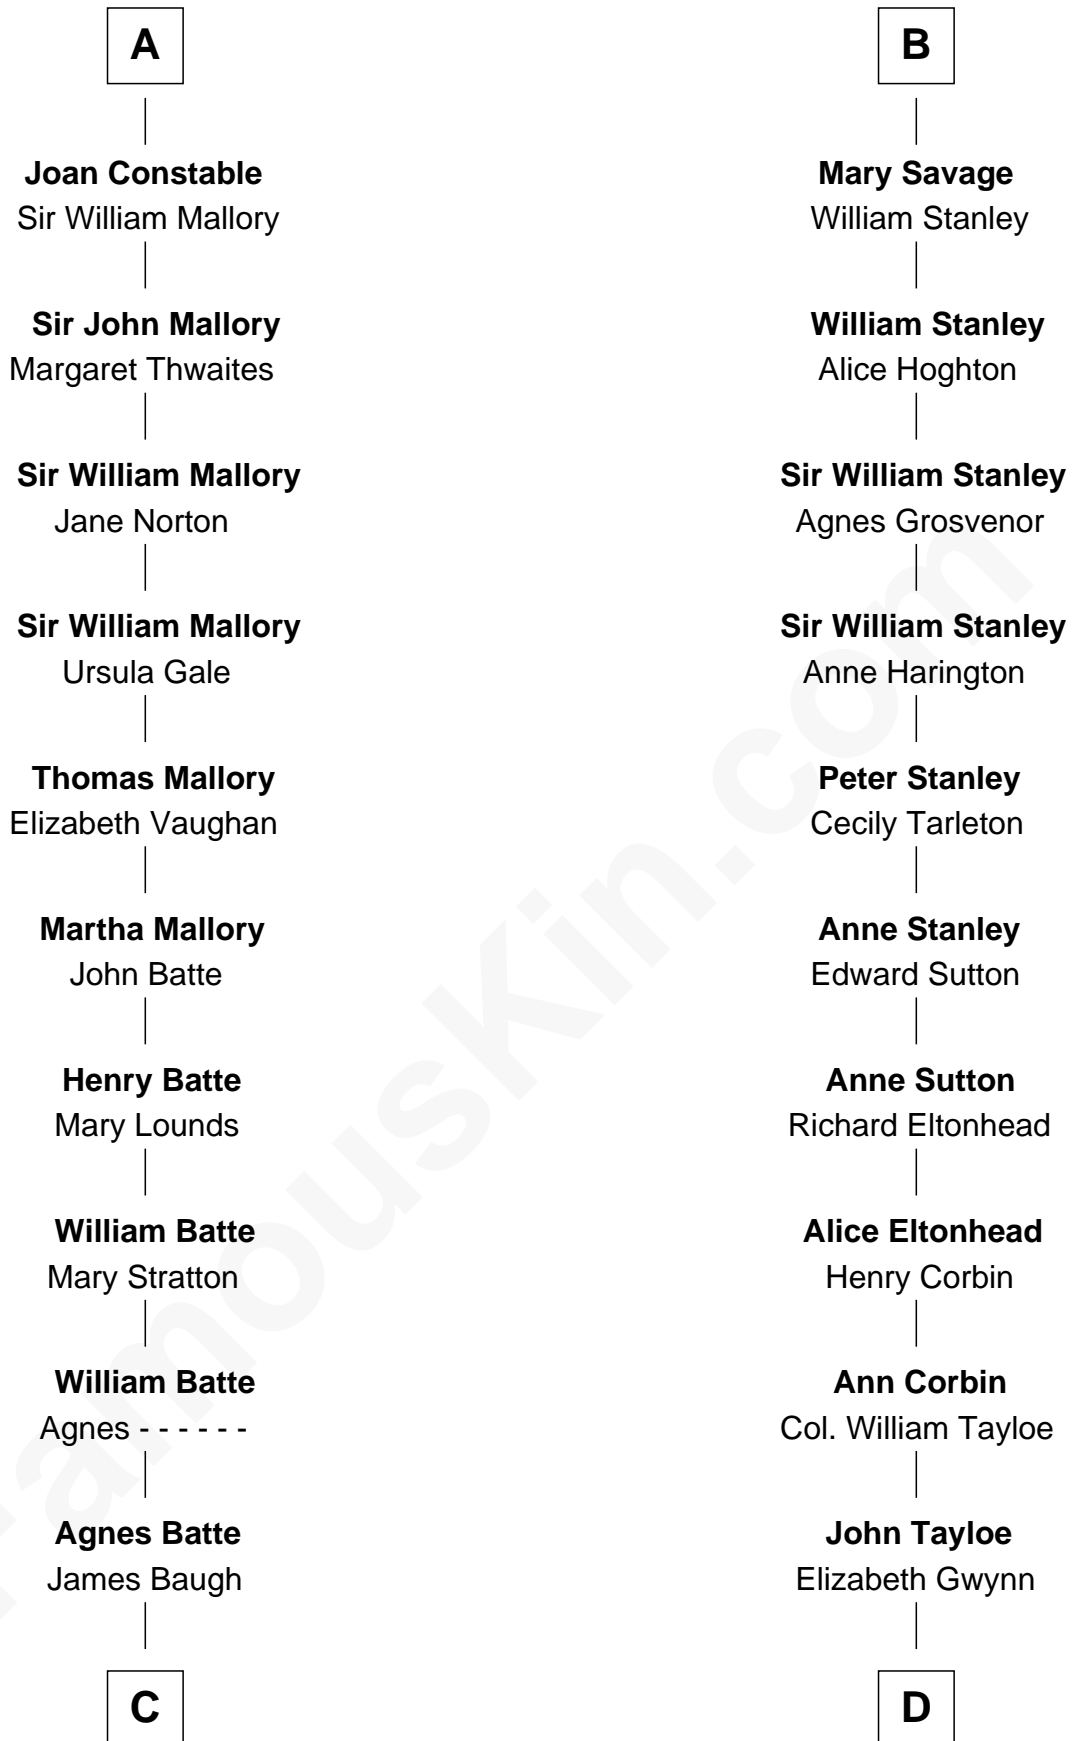 A
Joan Constable
Sir William Mallory
Sir John Mallory
Margaret Thwaites
Sir William Mallory
Jane Norton
Sir William Mallory
Ursula Gale
Thomas Mallory
Elizabeth Vaughan
Martha Mallory
John Batte
Henry Batte
Mary Lounds
William Batte
Mary Stratton
William Batte
Agnes - - - - - -
Agnes Batte
James Baugh
C
B
Mary Savage
William Stanley
William Stanley
Alice Hoghton
Sir William Stanley
Agnes Grosvenor
Sir William Stanley
Anne Harington
Peter Stanley
Cecily Tarleton
Anne Stanley
Edward Sutton
Anne Sutton
Richard Eltonhead
Alice Eltonhead
Henry Corbin
Ann Corbin
Col. William Tayloe
John Tayloe
Elizabeth Gwynn
D
FamousKin.com